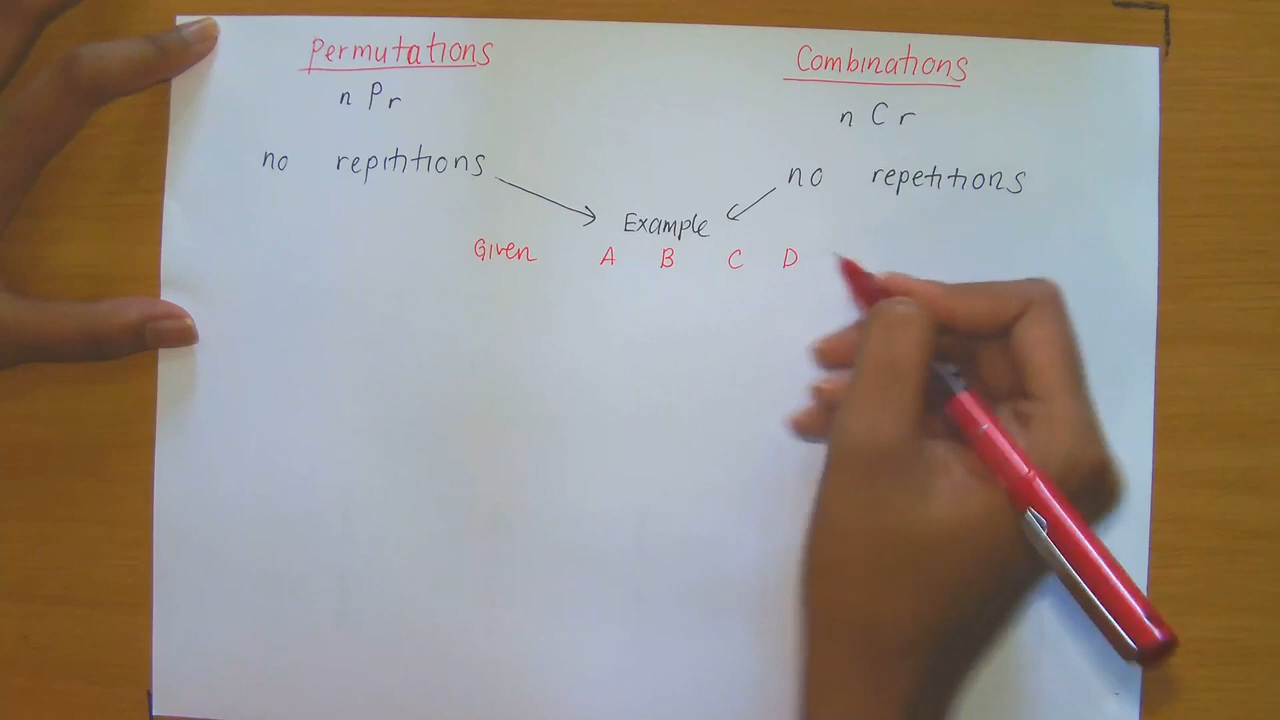 Permutations
Combinations
n P r
n C r
no repititions
no repetitions
Example
Given A B C D